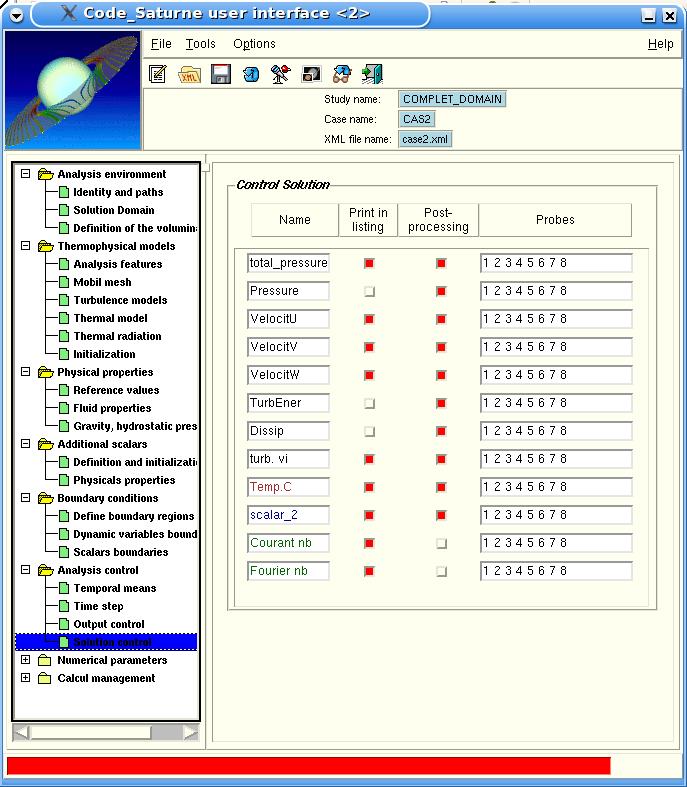 Code_Saturne user interface <2>
File Tools Options Help
XML
Study name: COMPLET_DOMAIN
Case name: CAS2
XML file name: case2.xml
Analysis environment
Identity and paths
Solution Domain
Definition of the volumin
Thermophysical models
Analysis features
Mobil mesh
Turbulence models
Thermal model
Thermal radiation
Initialization
Physical properties
Reference values
Fluid properties
Gravity, hydrostatic pres
Additional scalars
Definition and initializati
Physicals properties
Boundary conditions
Define boundary regions
Dynamic variables bound
Scalars boundaries
Analysis control
Temporal means
Time step
Output control
Solution control
Numerical parameters
Calcul management
Control Solution
Name Print in listing Post-processing Probes
total_pressure 1 2 3 4 5 6 7 8
Pressure 1 2 3 4 5 6 7 8
VelocitU 1 2 3 4 5 6 7 8
VelocitV 1 2 3 4 5 6 7 8
VelocitW 1 2 3 4 5 6 7 8
TurbEner 1 2 3 4 5 6 7 8
Dissip 1 2 3 4 5 6 7 8
turb. vi 1 2 3 4 5 6 7 8
Temp.C 1 2 3 4 5 6 7 8
scalar_2 1 2 3 4 5 6 7 8
Courant nb 1 2 3 4 5 6 7 8
Fourier nb 1 2 3 4 5 6 7 8